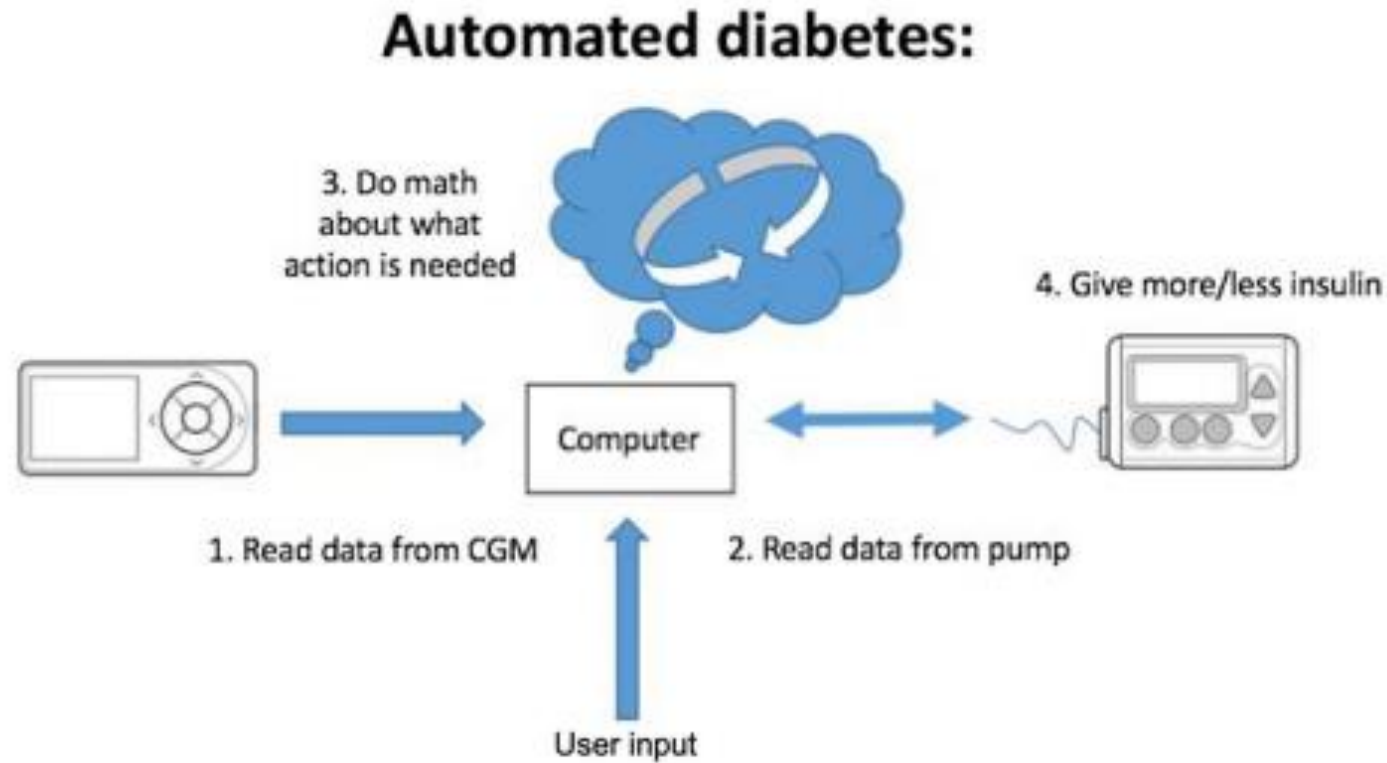 Automated diabetes:
3. Do math
about what
action is needed
4. Give more/less insulin
Computer
1. Read data from CGM
2. Read data from pump
User input